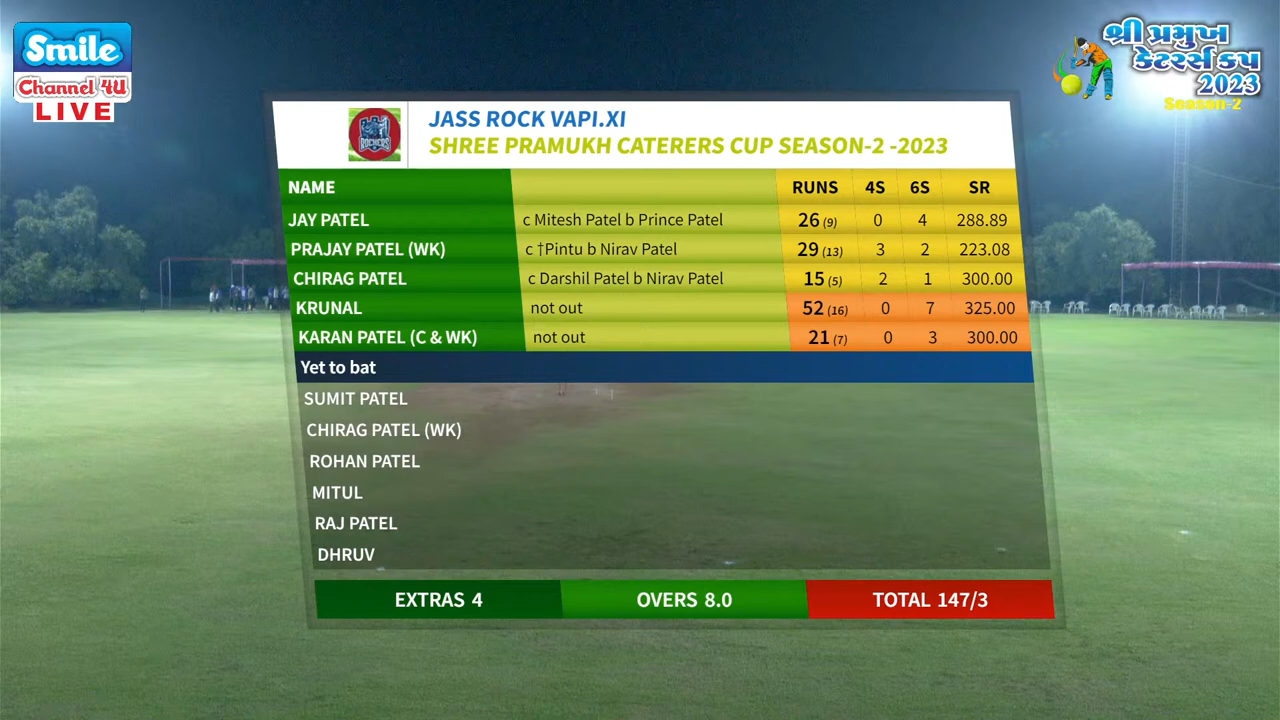 Smile
Channel 4U
LIVE
શ્રી પ્રમુખ
કેટરર્સ કપ
2023
Season-2
JASS ROCK VAPI.XI
SHREE PRAMUKH CATERERS CUP SEASON-2 -2023
ROCKERS
NAME RUNS 4S 6S SR
JAY PATEL c Mitesh Patel b Prince Patel 26 (9) 0 4 288.89
PRAJAY PATEL (WK) c †Pintu b Nirav Patel 29 (13) 3 2 223.08
CHIRAG PATEL c Darshil Patel b Nirav Patel 15 (5) 2 1 300.00
KRUNAL not out 52 (16) 0 7 325.00
KARAN PATEL (C & WK) not out 21 (7) 0 3 300.00
Yet to bat
SUMIT PATEL
CHIRAG PATEL (WK)
ROHAN PATEL
MITUL
RAJ PATEL
DHRUV
EXTRAS 4 OVERS 8.0 TOTAL 147/3